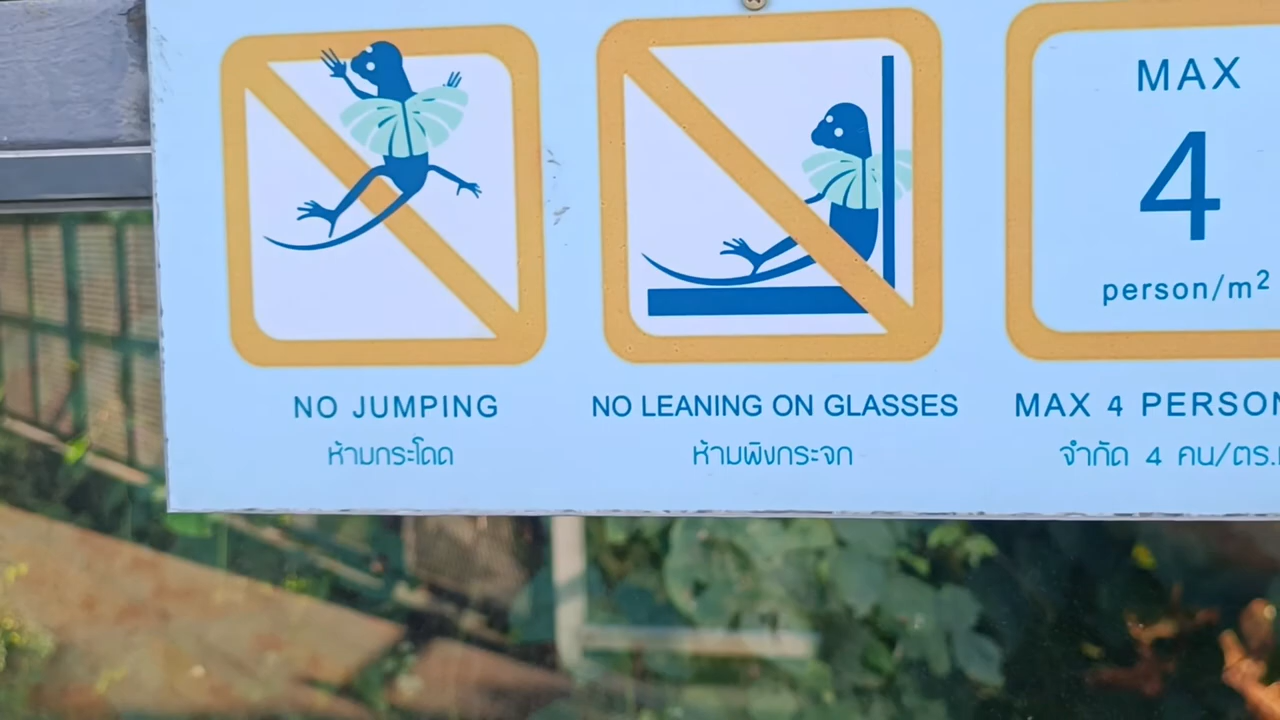 MAX
4
person/m²
NO JUMPING
ห้ามกระโดด
NO LEANING ON GLASSES
ห้ามพิงกระจก
MAX 4
จำกัด 4 คน/ตร.